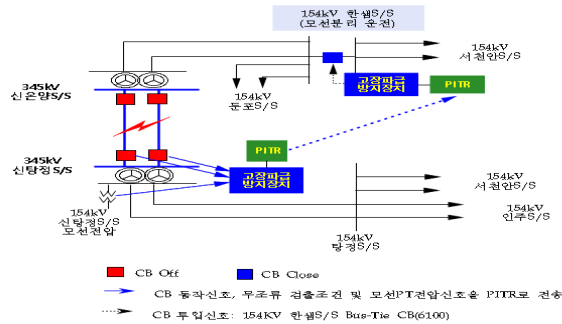 154kV 한샘S/S
(모선분리 운전)
154kV
서천안S/S
345kV
신온양S/S
154kV
둔포S/S
고장파급
방지장치
PITR
PITR
345kV
신탕정S/S
고장파급
방지장치
154kV
서천안S/S
154kV
신탕정S/S
모선전압
154kV
인주S/S
154kV
탕정S/S
CB Off
CB Close
CB 동작신호, 무조류 검출조건 및 모선PT전압신호을 PITR로 전송
CB 투입신호: 154KV 한샘S/S Bus-Tie CB(6100)